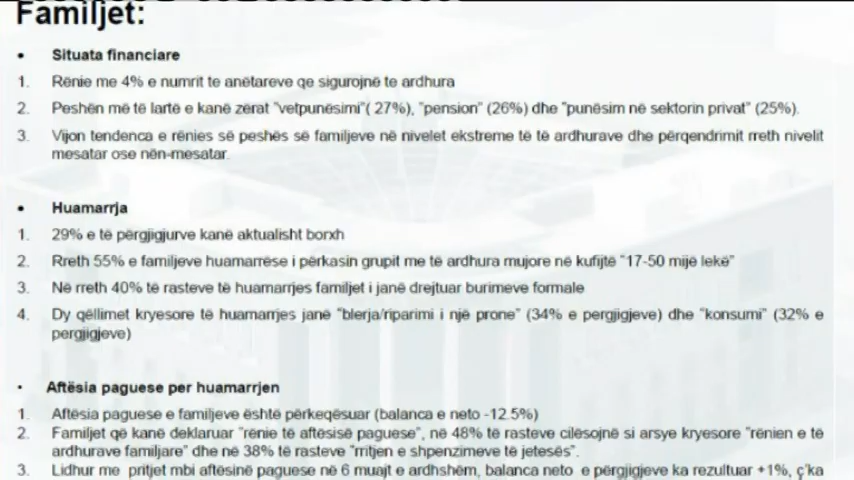 Familjet:
• Situata financiare
1. Rënie me 4% e numrit te anëtareve qe sigurojnë te ardhura
2. Peshën më të lartë e kanë zërat "vetpunësimi"( 27%), "pension" (26%) dhe "punësim në sektorin privat" (25%).
3. Vijon tendenca e rënies së peshës së familjeve në nivelet ekstreme të të ardhurave dhe përqendrimit rreth nivelit
mesatar ose nën-mesatar.
• Huamarrja
1. 29% e të përgjigjurve kanë aktualisht borxh
2. Rreth 55% e familjeve huamarrëse i përkasin grupit me të ardhura mujore në kufijtë "17-50 mijë lekë"
3. Në rreth 40% të rasteve të huamarrjes familjet i janë drejtuar burimeve formale
4. Dy qëllimet kryesore të huamarrjes janë "blerja/riparimi i një prone" (34% e pergjigjeve) dhe "konsumi" (32% e
pergjigjeve)
• Aftësia paguese per huamarrjen
1. Aftësia paguese e familjeve është përkeqësuar (balanca e neto -12.5%)
2. Familjet që kanë deklaruar "rënie të aftësisë paguese", në 48% të rasteve cilësojnë si arsye kryesore "rënien e të
ardhurave familjare" dhe në 38% të rasteve "rritjen e shpenzimeve të jetesës".
3. Lidhur me pritjet mbi aftësinë paguese në 6 muajt e ardhshëm, balanca neto e përgjigjeve ka rezultuar +1%, ç'ka